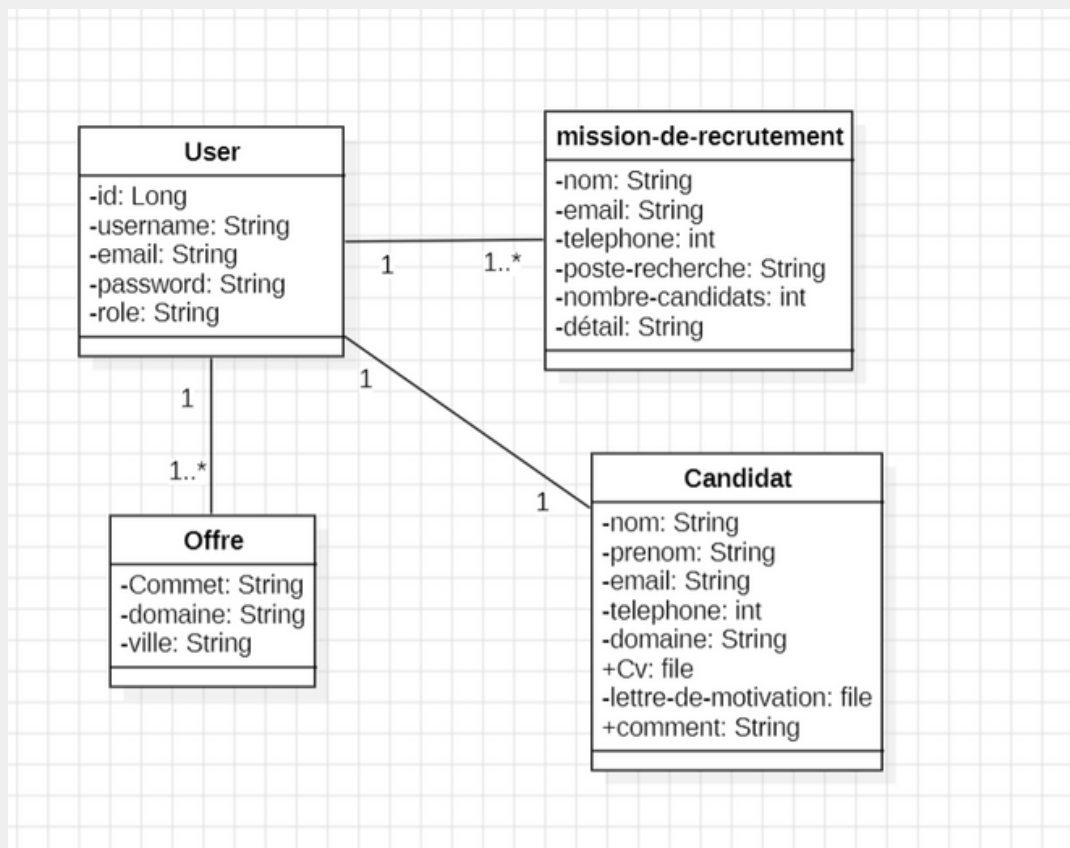 User
-id: Long
-username: String
-email: String
-password: String
-role: String
mission-de-recrutement
-nom: String
-email: String
-telephone: int
-poste-recherche: String
-nombre-candidats: int
-détail: String
1
1..*
1
1..*
1
1
Offre
-Commet: String
-domaine: String
-ville: String
Candidat
-nom: String
-prenom: String
-email: String
-telephone: int
-domaine: String
+Cv: file
-lettre-de-motivation: file
+comment: String